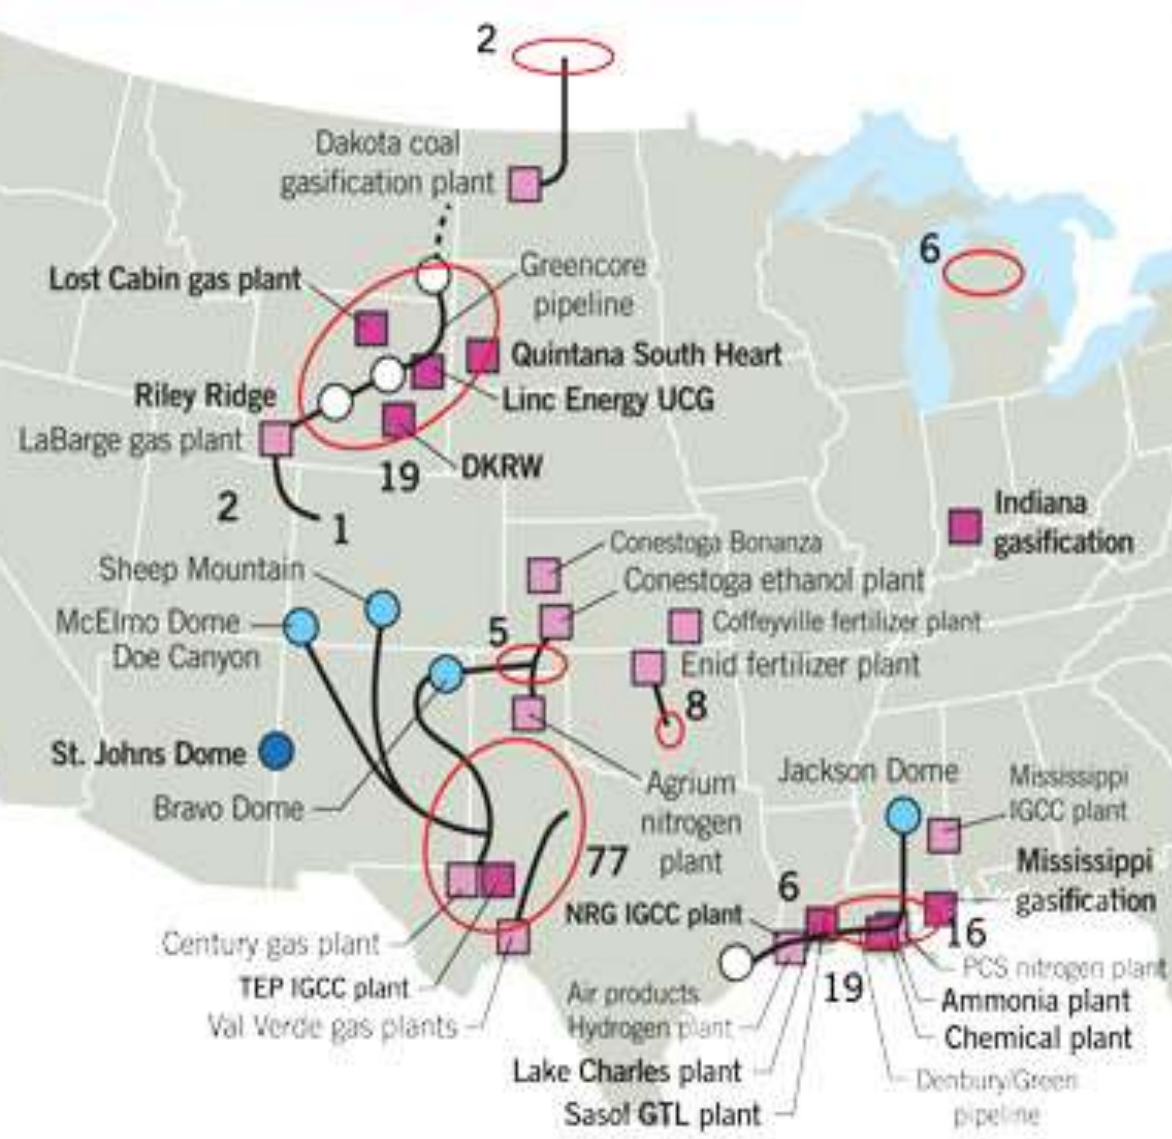 2
Dakota coal
gasification plant
6
Lost Cabin gas plant
Greencore
pipeline
Quintana South Heart
Riley Ridge
Linc Energy UCG
LaBarge gas plant
DKRW
19
2
1
Indiana
gasification
Conestoga Bonanza
Sheep Mountain
Conestoga ethanol plant
McElmo Dome
Coffeyville fertilizer plant
5
Doe Canyon
Enid fertilizer plant
8
St. Johns Dome
Jackson Dome
Mississippi
IGCC plant
Agrium
nitrogen
plant
Bravo Dome
77
Mississippi
gasification
6
NRG IGCC plant
16
Century gas plant
PCS nitrogen plant
TEP IGCC plant
19
Air products
Hydrogen plant
Ammonia plant
Val Verde gas plants
Chemical plant
Lake Charles plant
Denbury/Green
pipeline
Sasol GTL plant